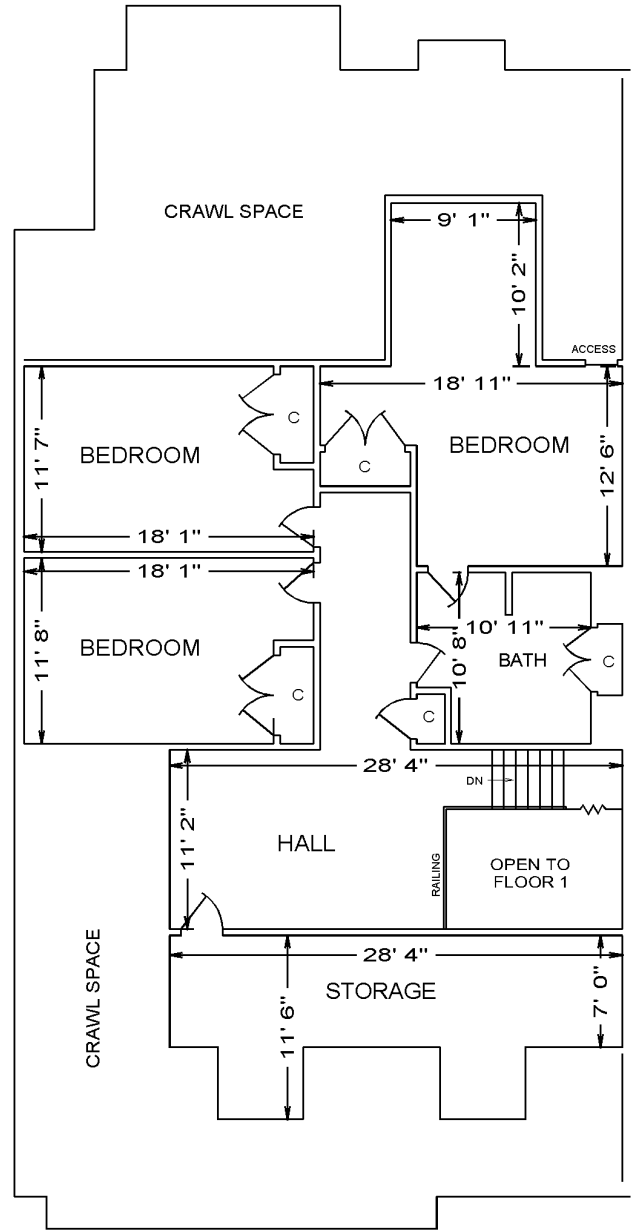 CRAWL SPACE
9' 1"
10' 2"
ACCESS
18' 11"
C
BEDROOM
11' 7"
BEDROOM
C
12' 6"
18' 1"
18' 1"
11' 8"
BEDROOM
C
10' 11"
10' 8"
BATH
C
C
28' 4"
DN
11' 2"
HALL
RAILING
OPEN TO
FLOOR 1
28' 4"
CRAWL SPACE
STORAGE
11' 6"
7' 0"